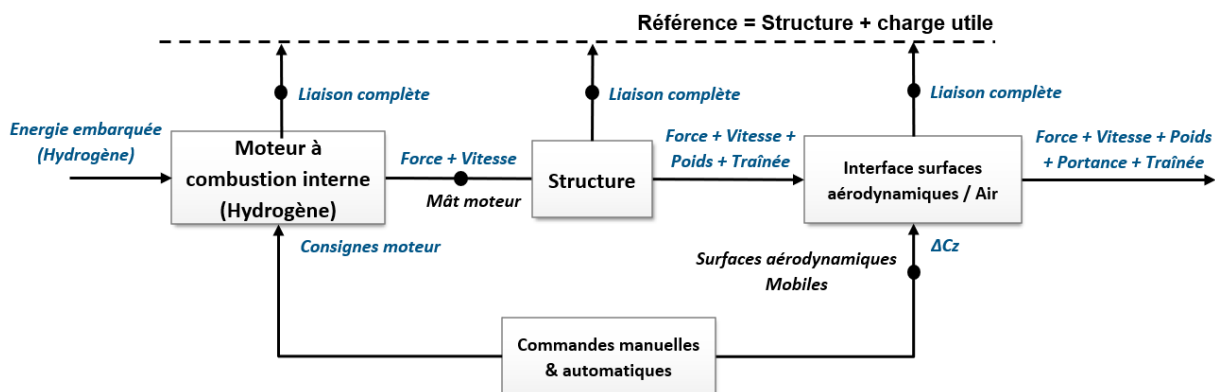 Référence = Structure + charge utile
Liaison complète
Liaison complète
Liaison complète
Energie embarquée
(Hydrogène)
Moteur à
combustion interne
(Hydrogène)
Force + Vitesse
Mât moteur
Structure
Force + Vitesse +
Poids + Traînée
Interface surfaces
aérodynamiques / Air
Force + Vitesse + Poids
+ Portance + Traînée
Consignes moteur
Surfaces aérodynamiques
Mobiles
ΔCz
Commandes manuelles
& automatiques